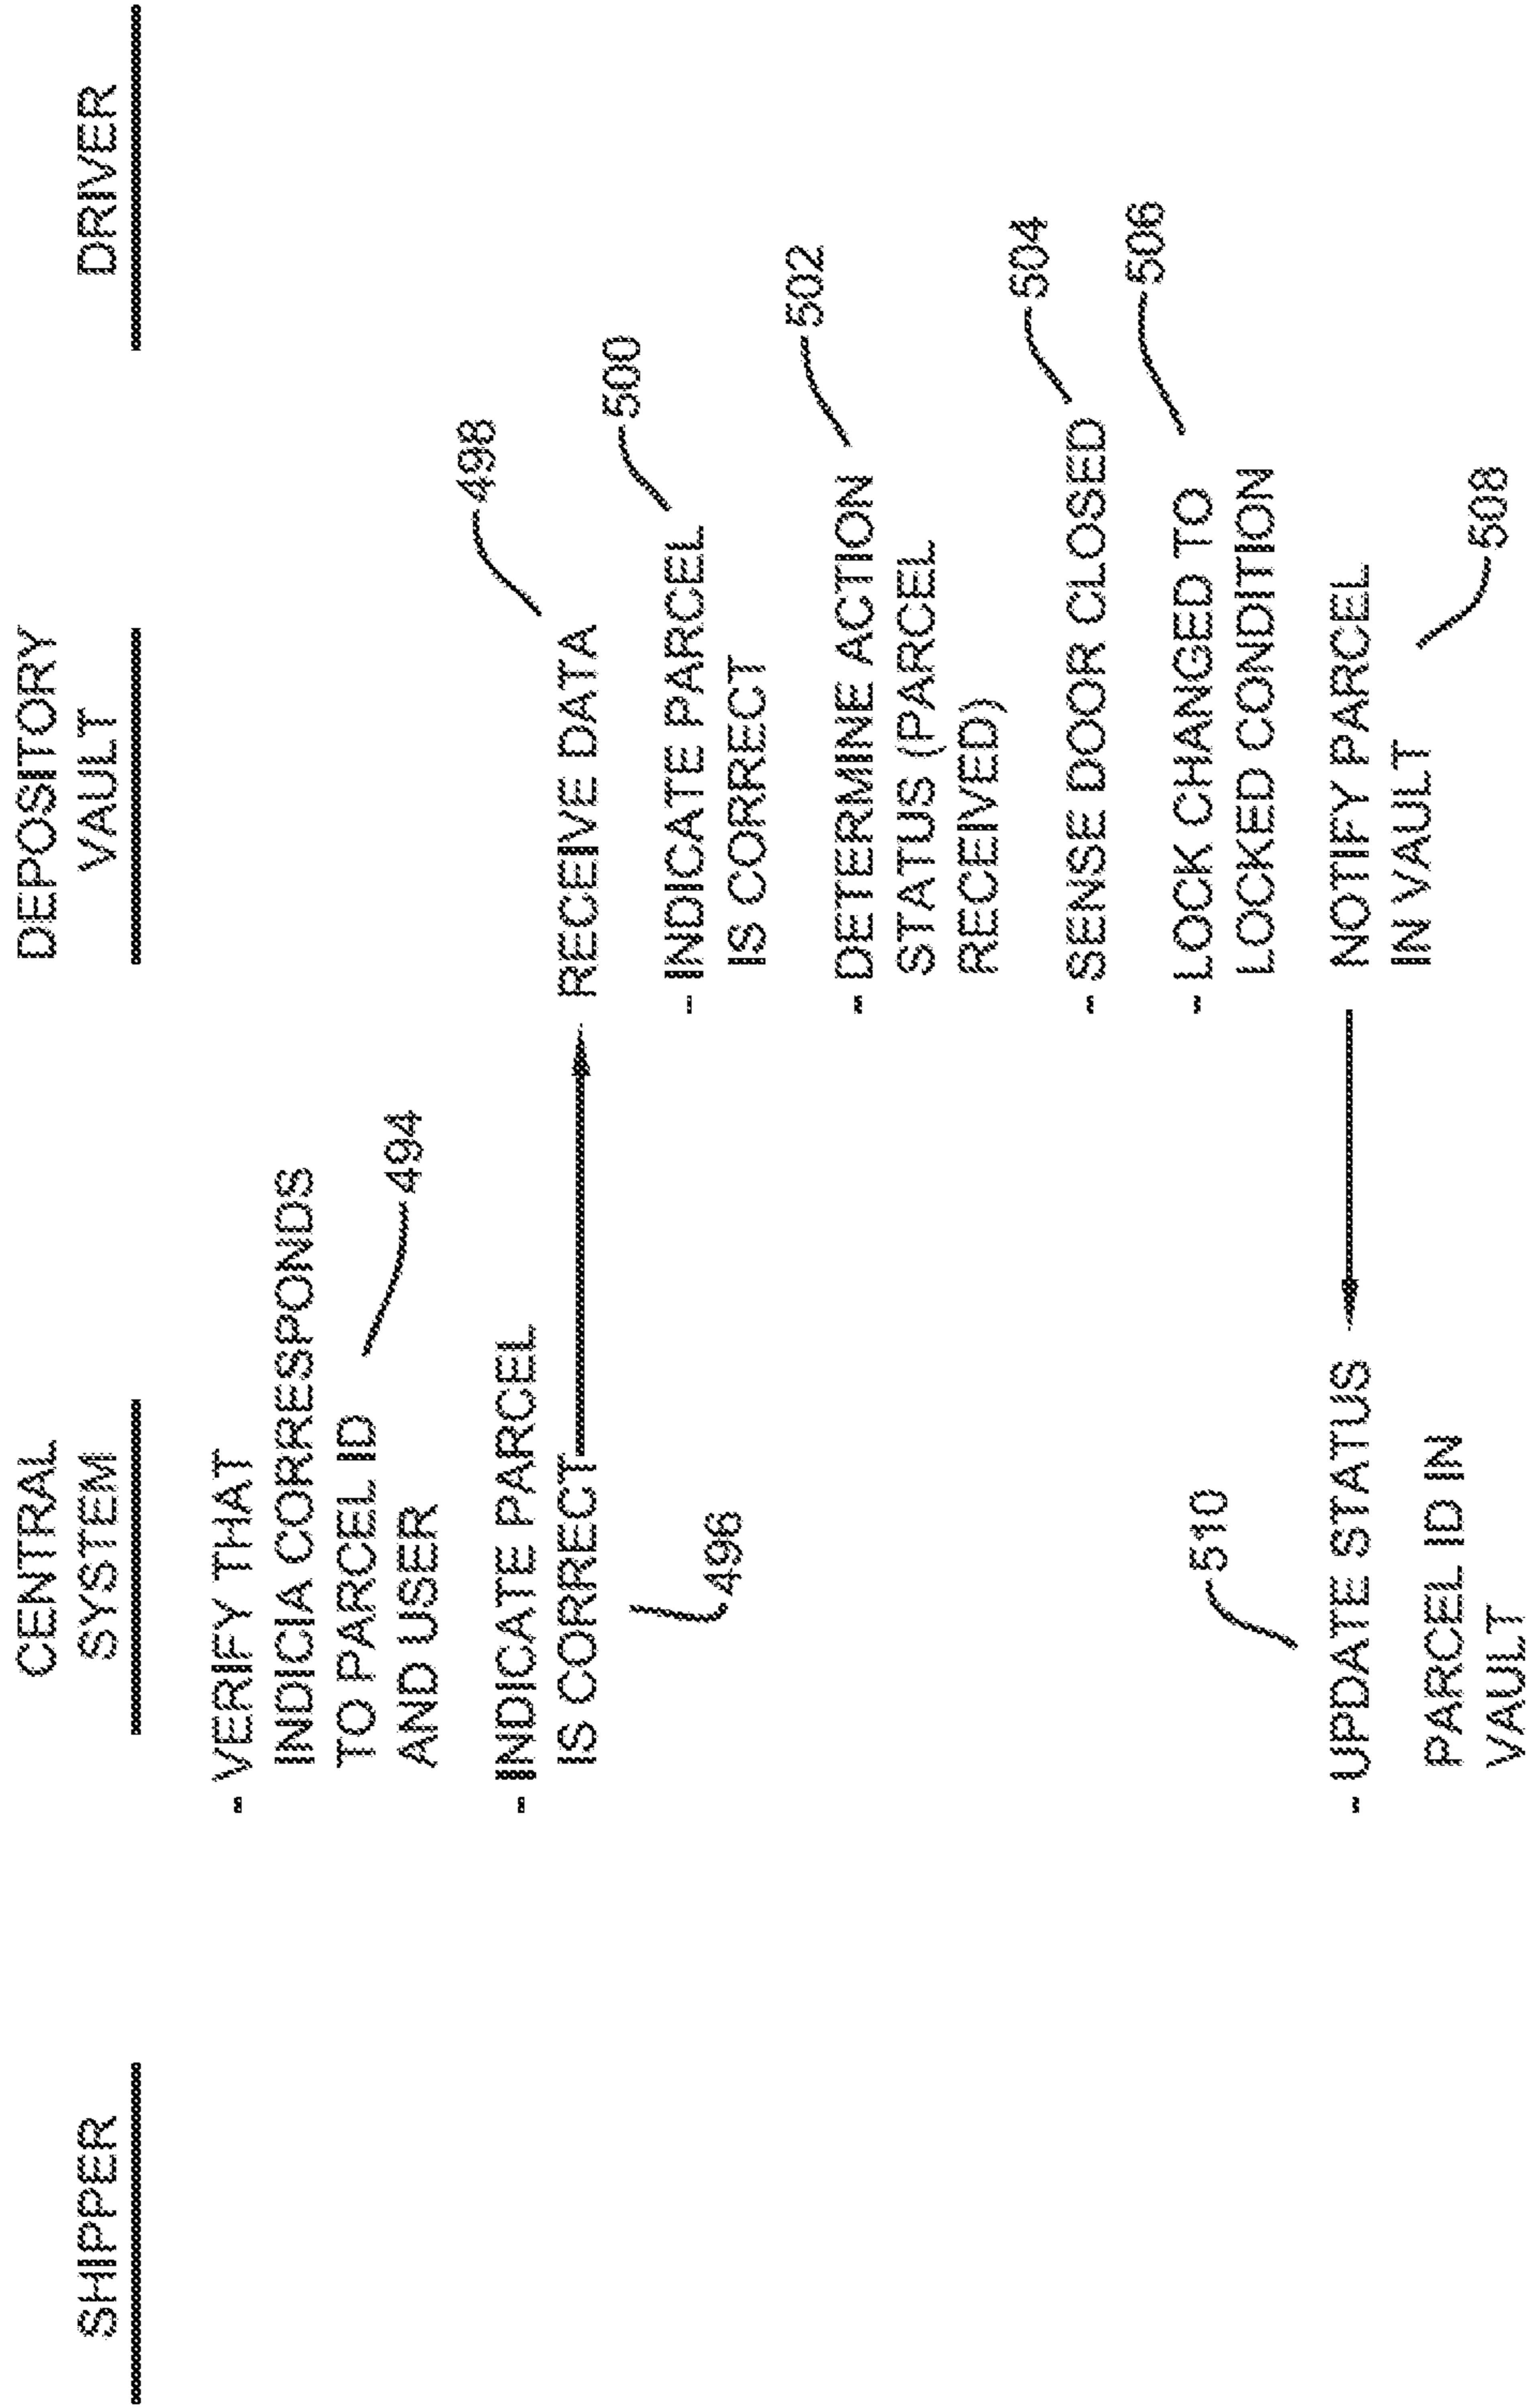 SHIPPER
CENTRAL
SYSTEM
DEPOSITORY
VAULT
DRIVER
- VERIFY THAT
INDICIA CORRESPONDS
TO PARCEL ID
AND USER
494
- INDICATE PARCEL
IS CORRECT
496
RECEIVE DATA
498
- INDICATE PARCEL
IS CORRECT
500
- DETERMINE ACTION
STATUS (PARCEL
RECEIVED)
502
- SENSE DOOR CLOSED
504
- LOCK CHANGED TO
LOCKED CONDITION
506
NOTIFY PARCEL
IN VAULT
508
510
- UPDATE STATUS
PARCEL ID IN
VAULT